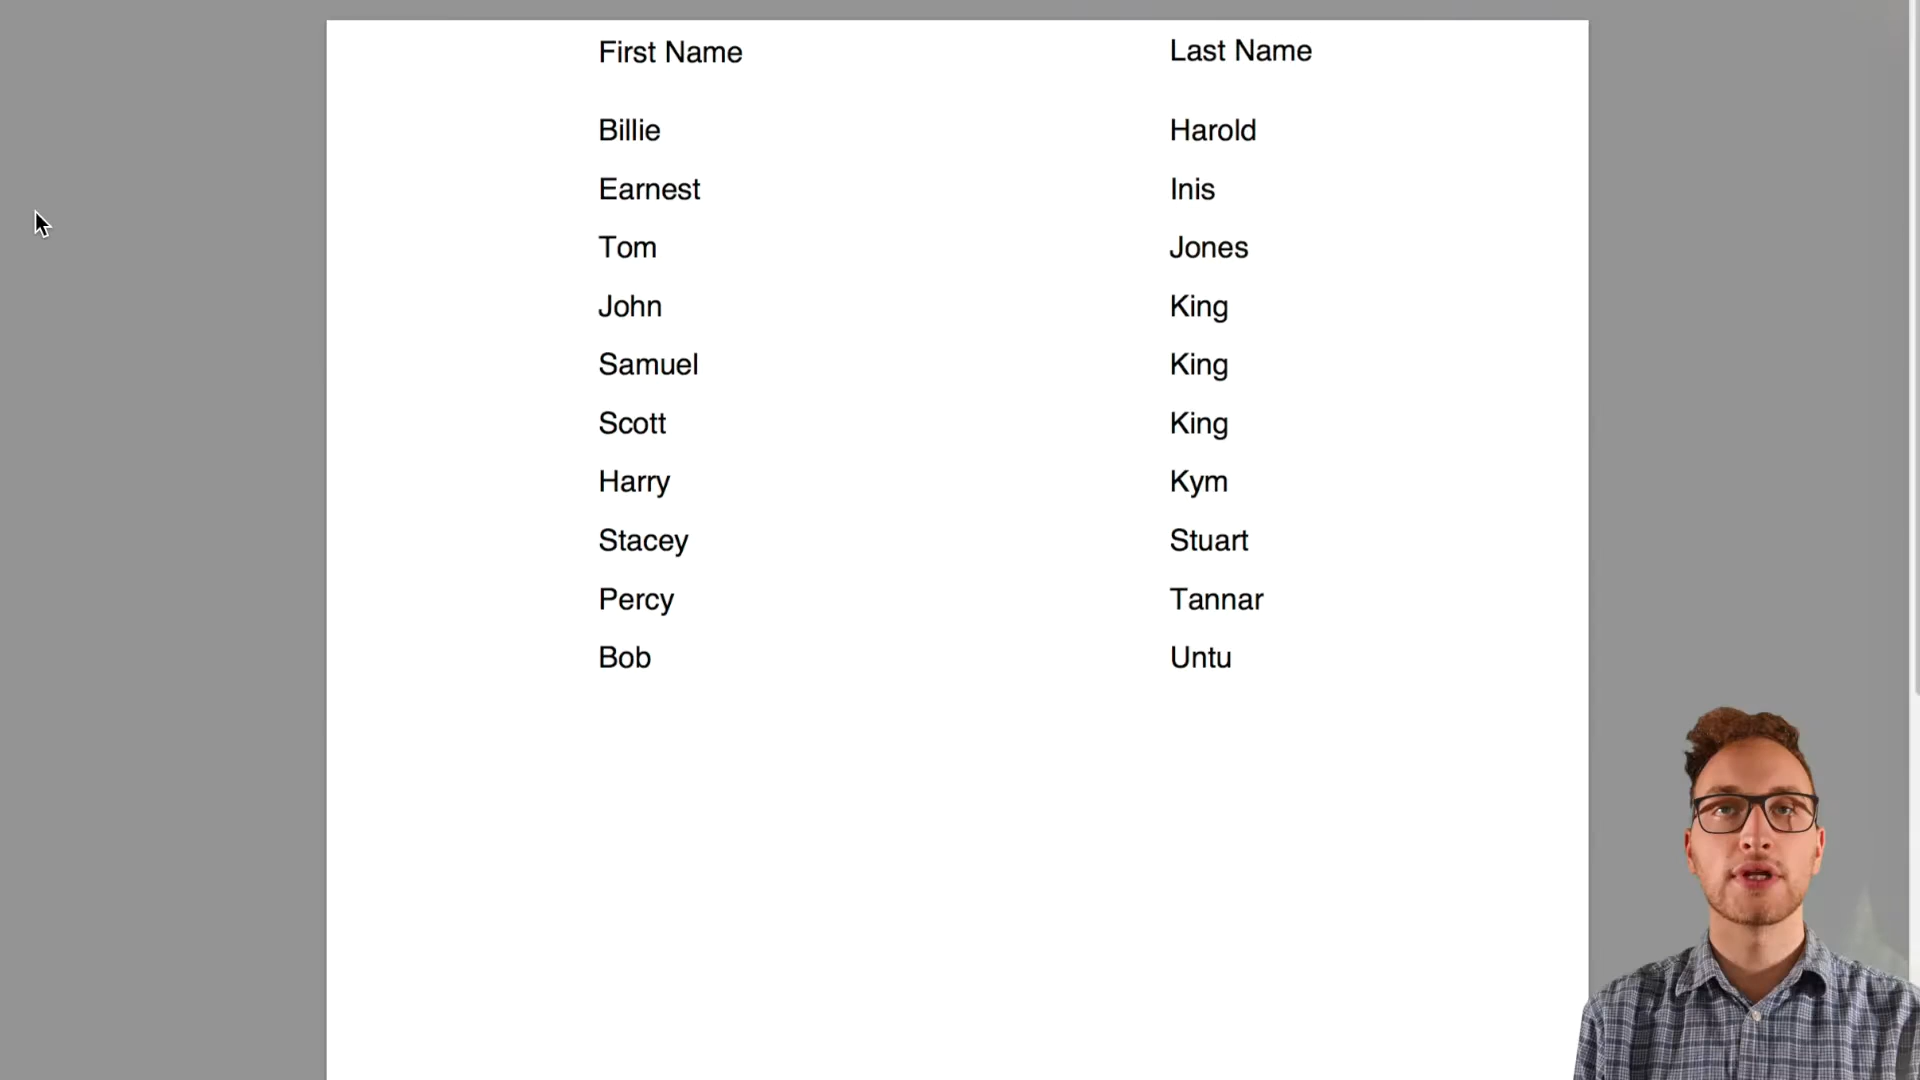 First Name Last Name
Billie Harold
Earnest Inis
Tom Jones
John King
Samuel King
Scott King
Harry Kym
Stacey Stuart
Percy Tannar
Bob Untu